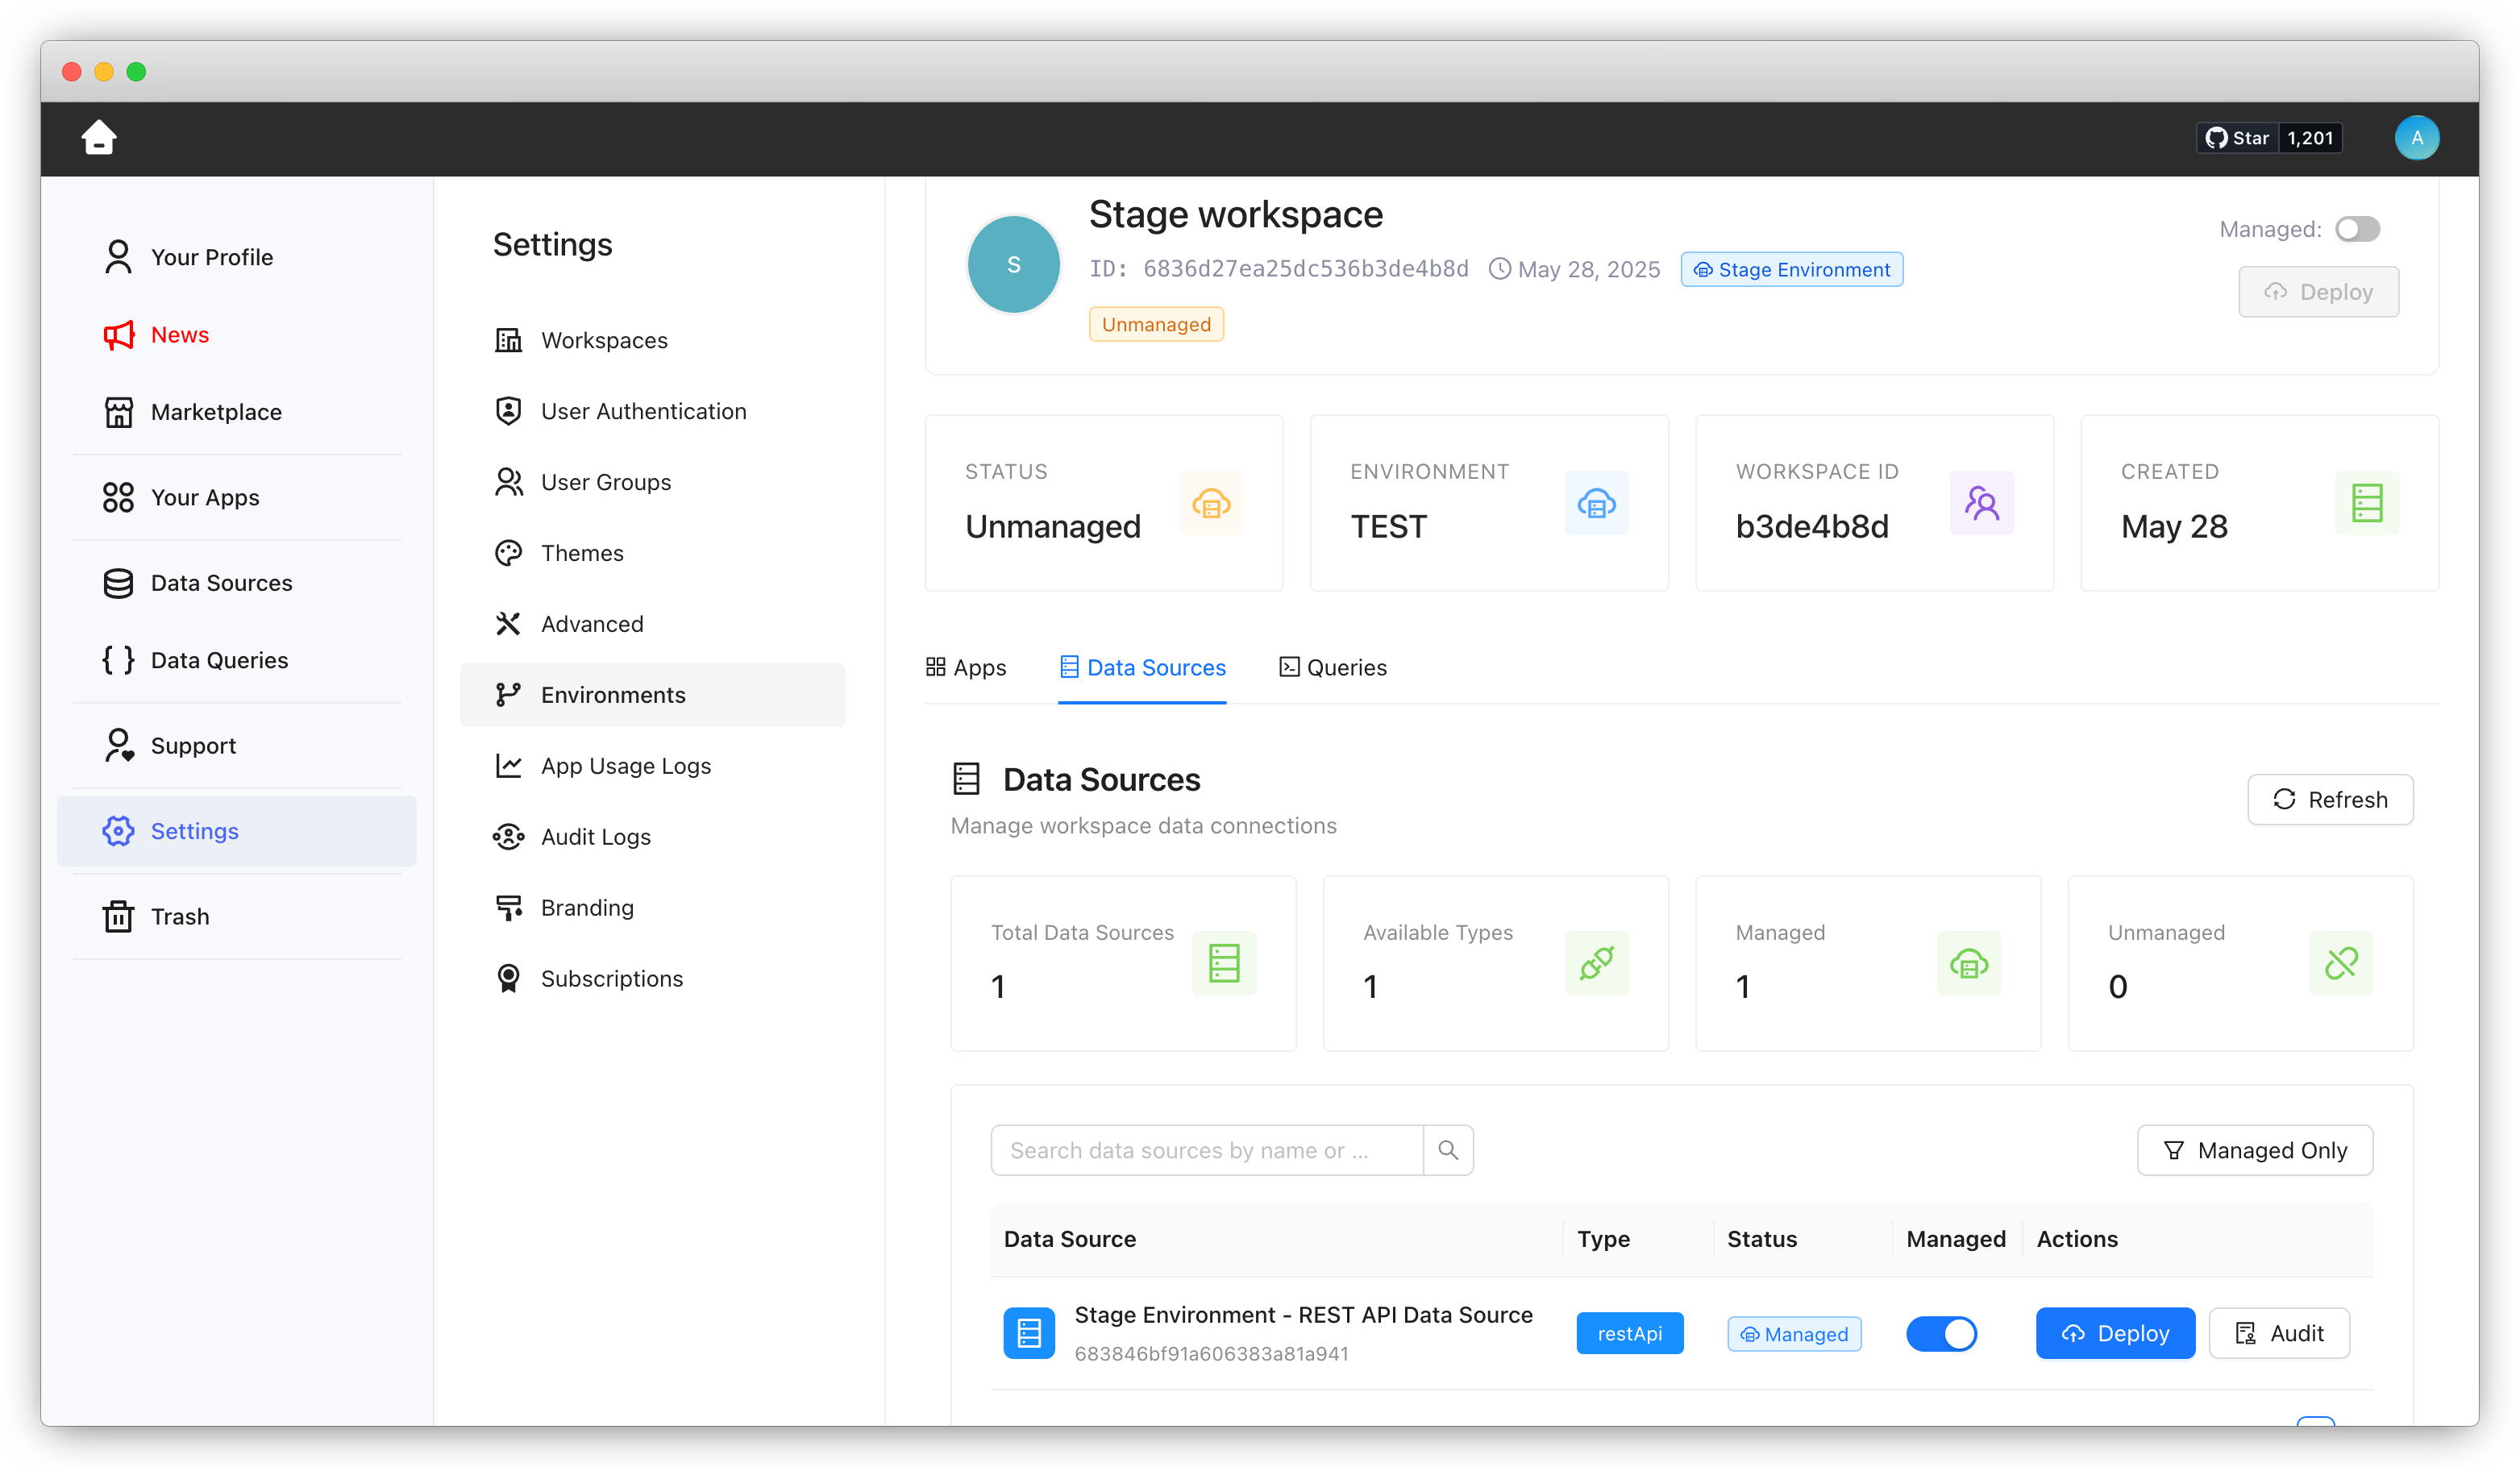 Star 1,201
A
Your Profile
News
Marketplace
Your Apps
Data Sources
Data Queries
Support
Settings
Trash
Settings
Workspaces
User Authentication
User Groups
Themes
Advanced
Environments
App Usage Logs
Audit Logs
Branding
Subscriptions
S
Stage workspace
ID: 6836d27ea25dc536b3de4b8d May 28, 2025 Stage Environment
Unmanaged
Managed:
Deploy
STATUS
Unmanaged
ENVIRONMENT
TEST
WORKSPACE ID
b3de4b8d
CREATED
May 28
Apps Data Sources Queries
Data Sources
Manage workspace data connections
Refresh
Total Data Sources
1
Available Types
1
Managed
1
Unmanaged
0
Search data sources by name or ...
Managed Only
Data Source Type Status Managed Actions
Stage Environment - REST API Data Source
683846bf91a606383a81a941
restApi Managed Deploy Audit